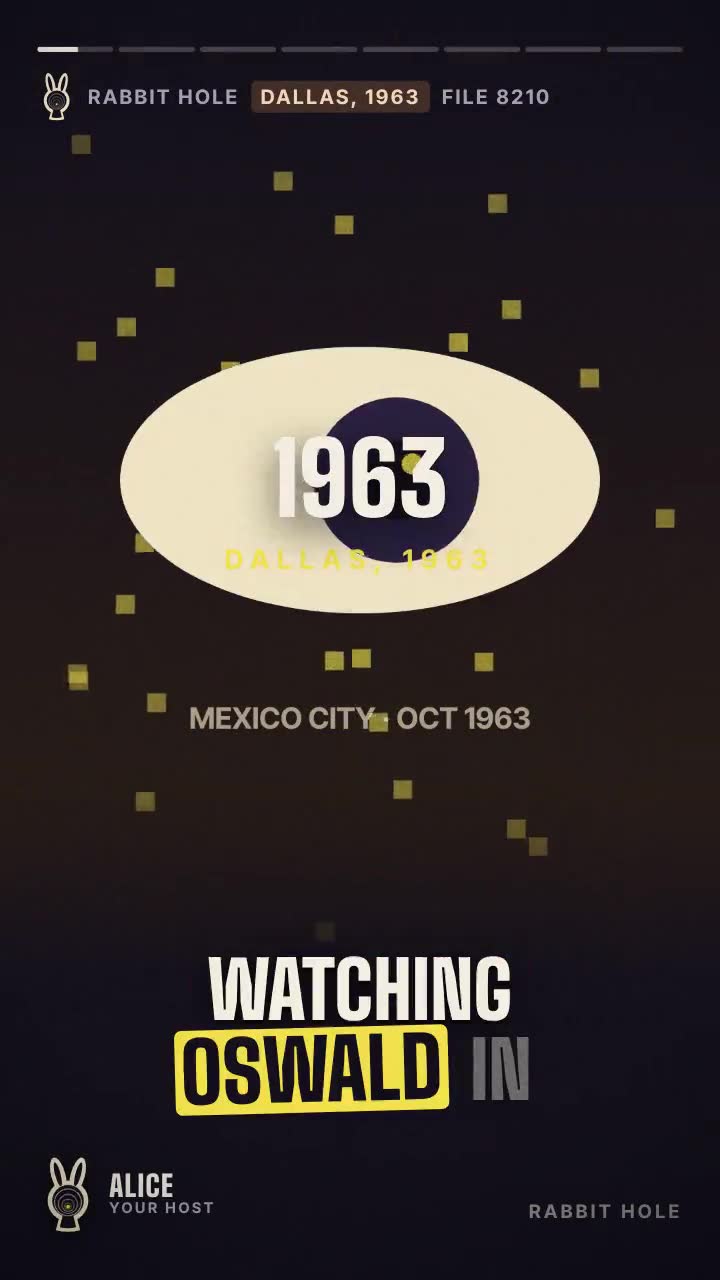 RABBIT HOLE DALLAS, 1963 FILE 8210
1963
DALLAS, 1963
MEXICO CITY · OCT 1963
WATCHING
OSWALD IN
ALICE
YOUR HOST
RABBIT HOLE